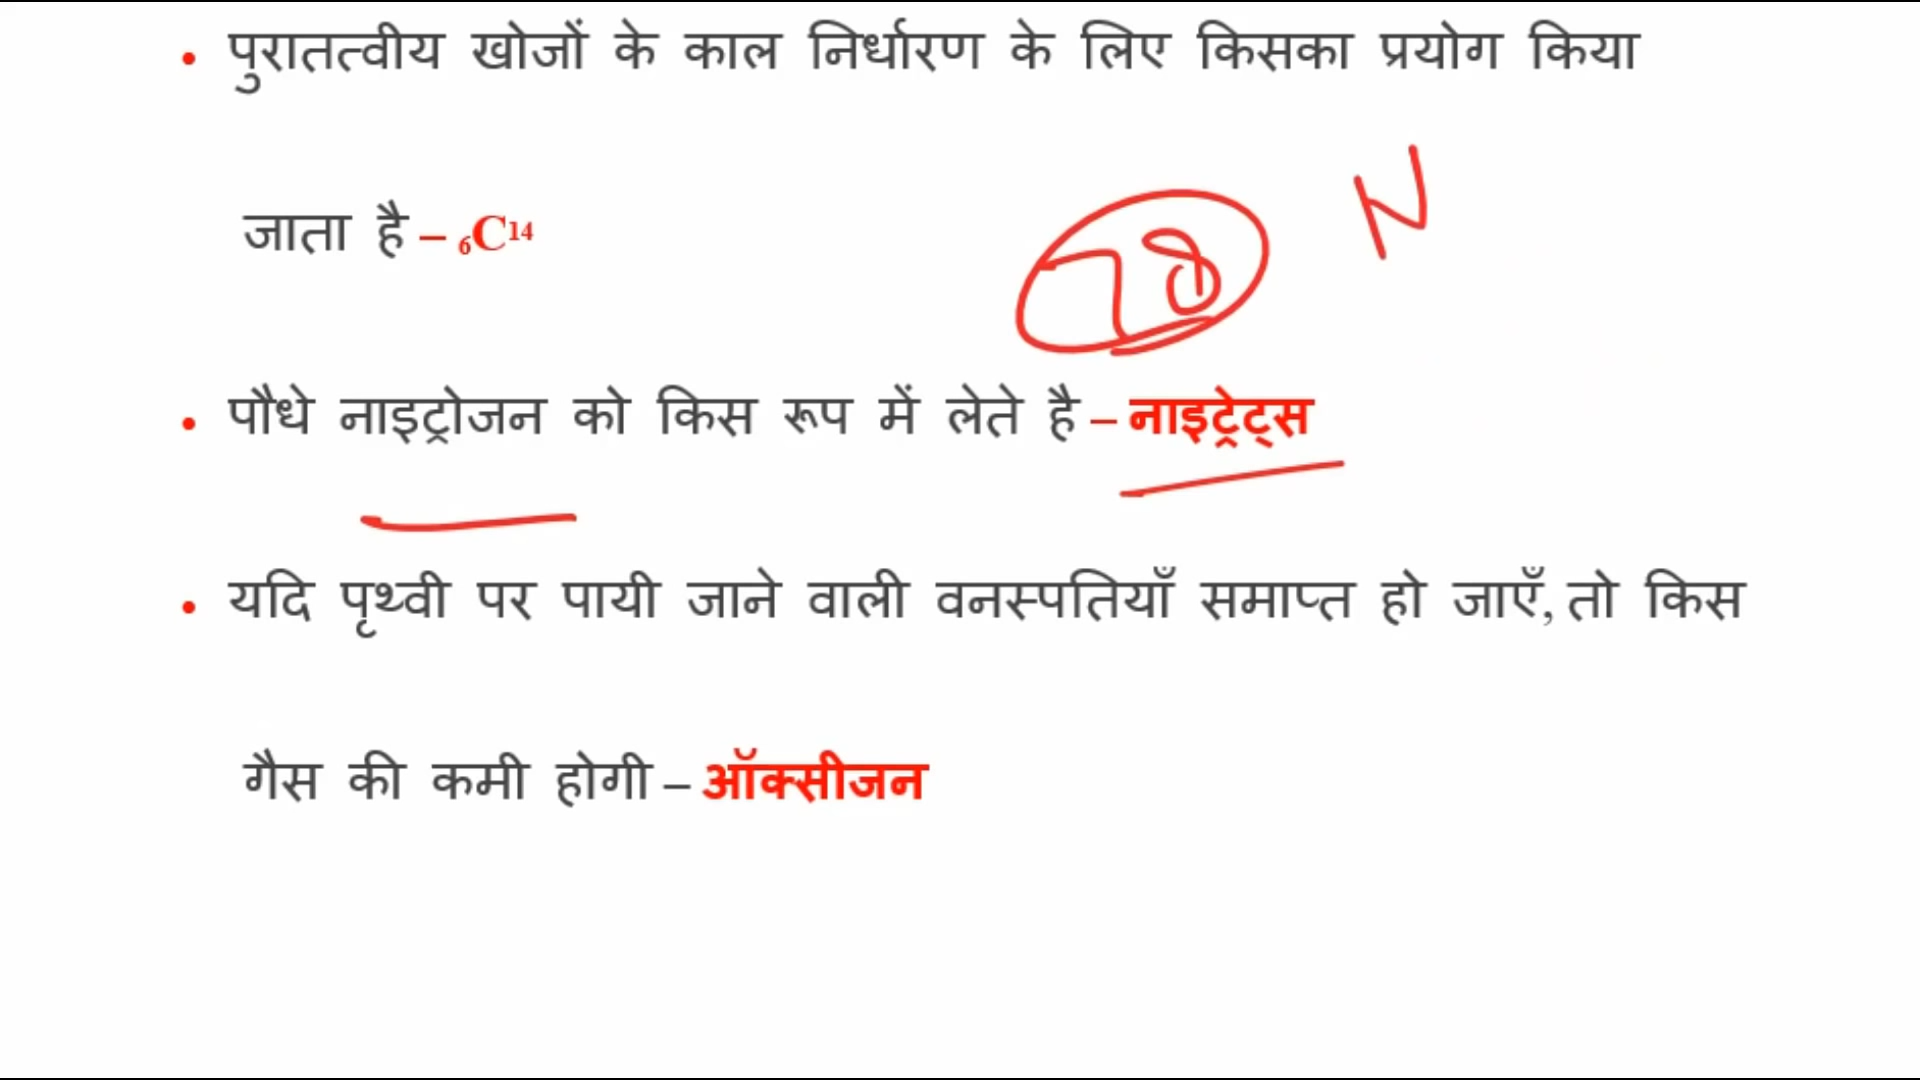 • पुरातत्वीय खोजों के काल निर्धारण के लिए किसका प्रयोग किया
जाता है – ₆C¹⁴
78 N
• पौधे नाइट्रोजन को किस रूप में लेते है – नाइट्रेट्स
• यदि पृथ्वी पर पायी जाने वाली वनस्पतियाँ समाप्त हो जाएँ, तो किस
गैस की कमी होगी – ऑक्सीजन